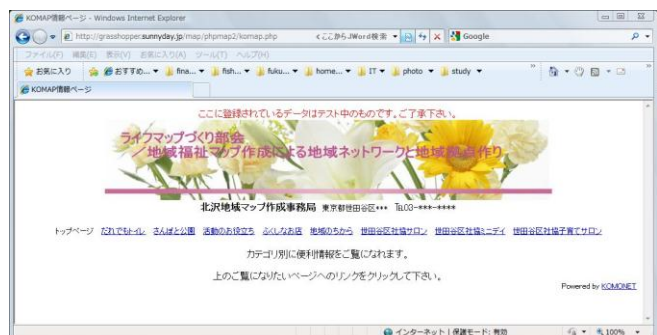 KOMAP情報ページ - Windows Internet Explorer
http://grasshopper.sunnyday.jp/map/phpmap2/komap.php くここからJWord検索 Google
ファイル(F) 編集(E) 表示(V) お気に入り(A) ツール(T) ヘルプ(H)
お気に入り おすすめ... fina... fish... fuku... home... IT photo study »
KOMAP情報ページ
ここに登録されているデータはテスト中のものです。ご了承下さい。
ライフマップづくり部会
／地域福祉マップ作成による地域ネットワークと地域拠点作り
北沢地域マップ作成事務局 東京都世田谷区*** ℡03-***-****
トップページ だれでもトイレ さんぽと公園 活動のお役立ち ふくしなお店 地域のちから 世田谷区社協サロン 世田谷区社協ミニデイ 世田谷区社協子育てサロン
カテゴリ別に便利情報をご覧になれます。
上のご覧になりたいページへのリンクをクリックして下さい。
Powered by KOMONET
インターネット | 保護モード: 有効 100%